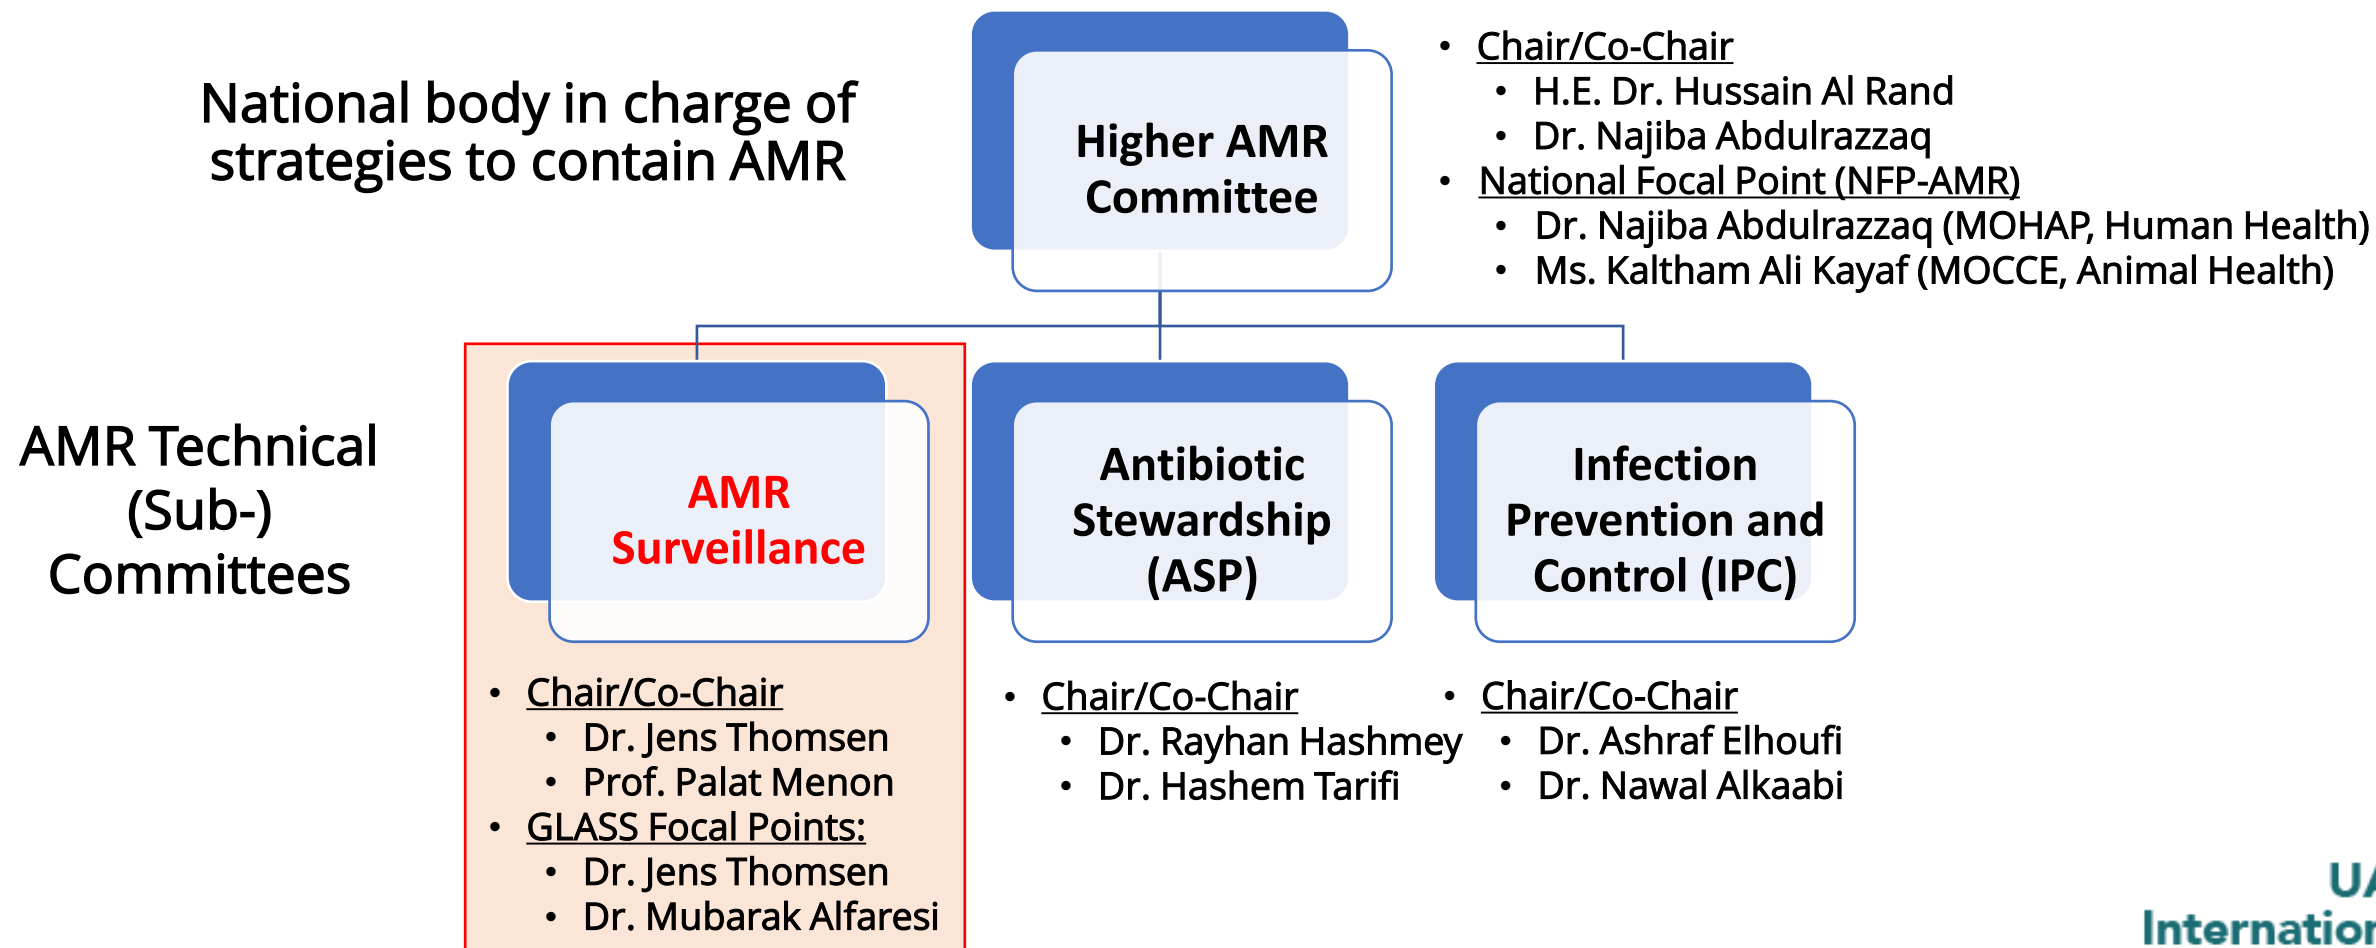 National body in charge of
strategies to contain AMR
Higher AMR
Committee
• Chair/Co-Chair
• H.E. Dr. Hussain Al Rand
• Dr. Najiba Abdulrazzaq
• National Focal Point (NFP-AMR)
• Dr. Najiba Abdulrazzaq (MOHAP, Human Health)
• Ms. Kaltham Ali Kayaf (MOCCE, Animal Health)
AMR Technical
(Sub-)
Committees
AMR
Surveillance
• Chair/Co-Chair
• Dr. Jens Thomsen
• Prof. Palat Menon
• GLASS Focal Points:
• Dr. Jens Thomsen
• Dr. Mubarak Alfaresi
Antibiotic
Stewardship
(ASP)
• Chair/Co-Chair
• Dr. Rayhan Hashmey
• Dr. Hashem Tarifi
Infection
Prevention and
Control (IPC)
• Chair/Co-Chair
• Dr. Ashraf Elhoufi
• Dr. Nawal Alkaabi